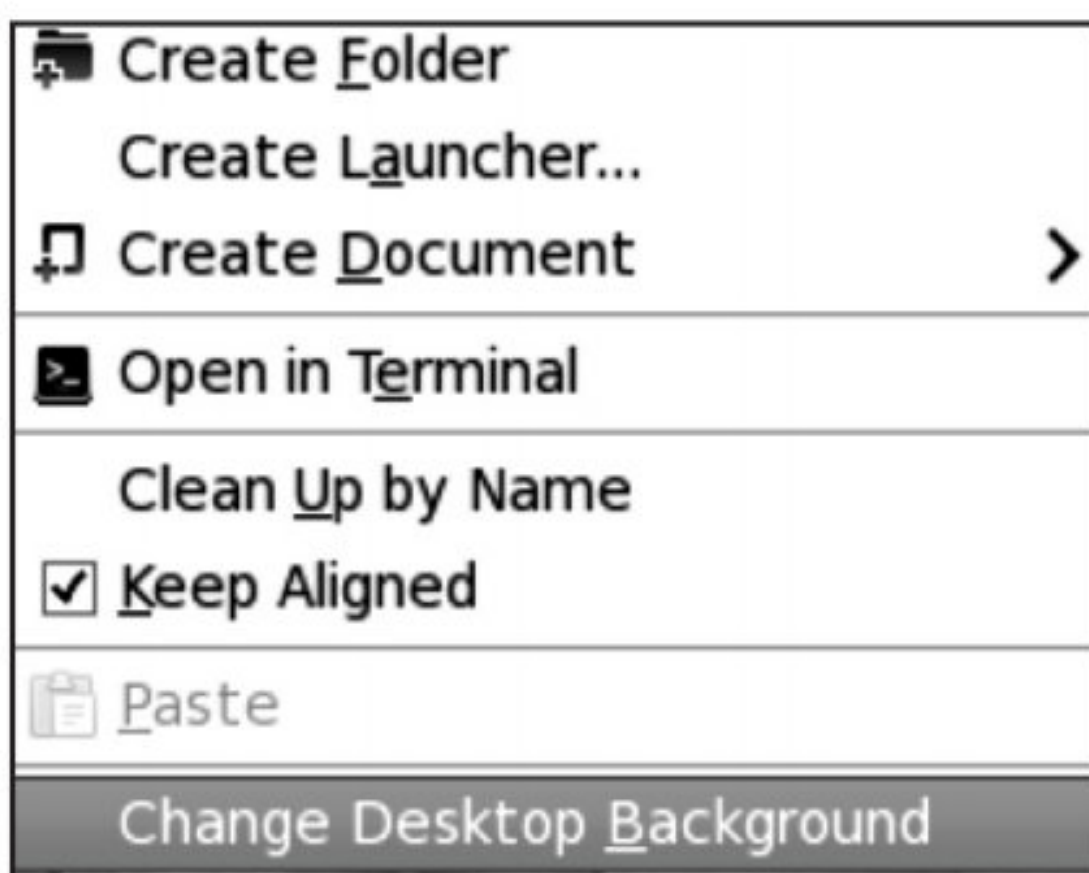 Create Folder
Create Launcher...
Create Document
Open in Terminal
Clean Up by Name
Keep Aligned
Paste
Change Desktop Background